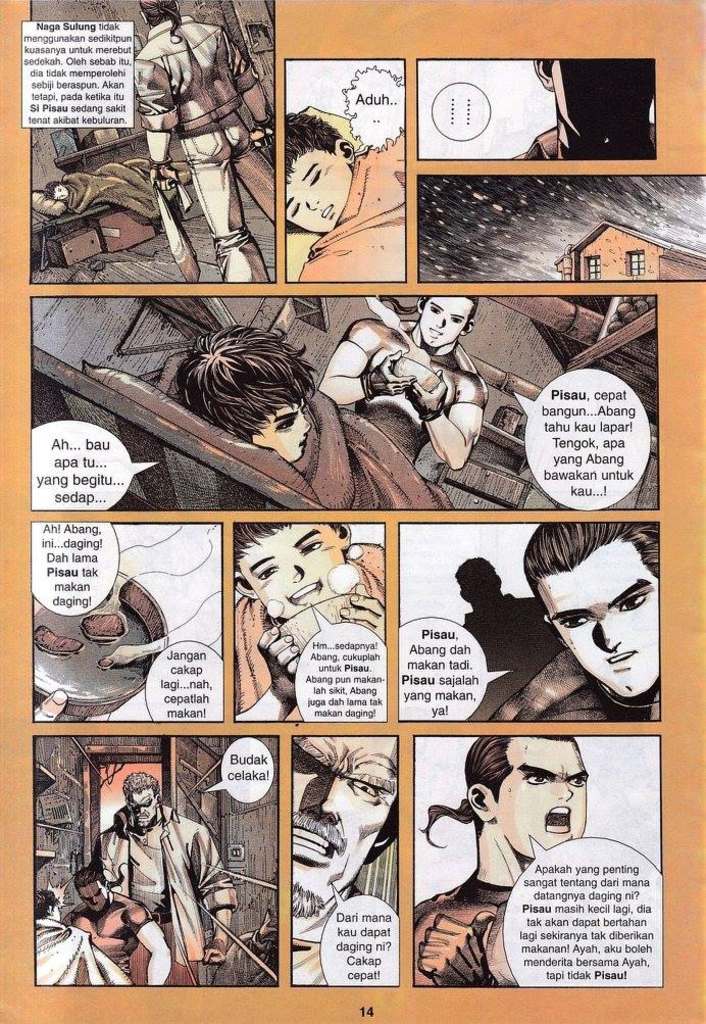 Naga Sulung tidak
menggunakan sedikitpun
kuasanya untuk merebut
sedekah. Oleh sebab itu,
dia tidak memperolehi
sebiji beraspun. Akan
tetapi, pada ketika itu
Si Pisau sedang sakit
tenat akibat kebuluran.
Aduh..
..
Pisau, cepat
bangun...Abang
tahu kau lapar!
Tengok, apa
yang Abang
bawakan untuk
kau...!
Ah... bau
apa tu...
yang begitu...
sedap...
Ah! Abang,
ini...daging!
Dah lama
Pisau tak
makan
daging!
Jangan
cakap
lagi...nah,
cepatlah
makan!
Hm...sedapnya!
Abang, cukuplah
untuk Pisau.
Abang pun makan-
lah sikit, Abang
juga dah lama tak
makan daging!
Pisau,
Abang dah
makan tadi.
Pisau sajalah
yang makan,
ya!
Budak
celaka!
Dari mana
kau dapat
daging ni?
Cakap
cepat!
Apakah yang penting
sangat tentang dari mana
datangnya daging ni?
Pisau masih kecil lagi, dia
tak akan dapat bertahan
lagi sekiranya tak diberikan
makanan! Ayah, aku boleh
menderita bersama Ayah,
tapi tidak Pisau!
14